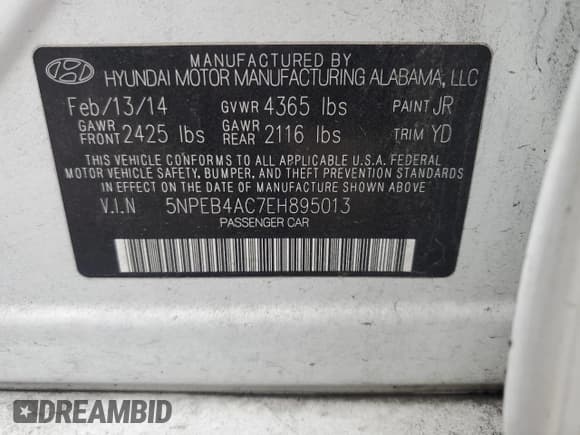 MANUFACTURED BY
HYUNDAI MOTOR MANUFACTURING ALABAMA, LLC
Feb/13/14 GVWR 4365 lbs PAINT JR
GAWR FRONT 2425 lbs GAWR REAR 2116 lbs TRIM YD
THIS VEHICLE CONFORMS TO ALL APPLICABLE U.S.A. FEDERAL
MOTOR VEHICLE SAFETY, BUMPER, AND THEFT PREVENTION STANDARDS
IN EFFECT ON THE DATE OF MANUFACTURE SHOWN ABOVE.
V.I.N 5NPEB4AC7EH895013
PASSENGER CAR
DREAMBID